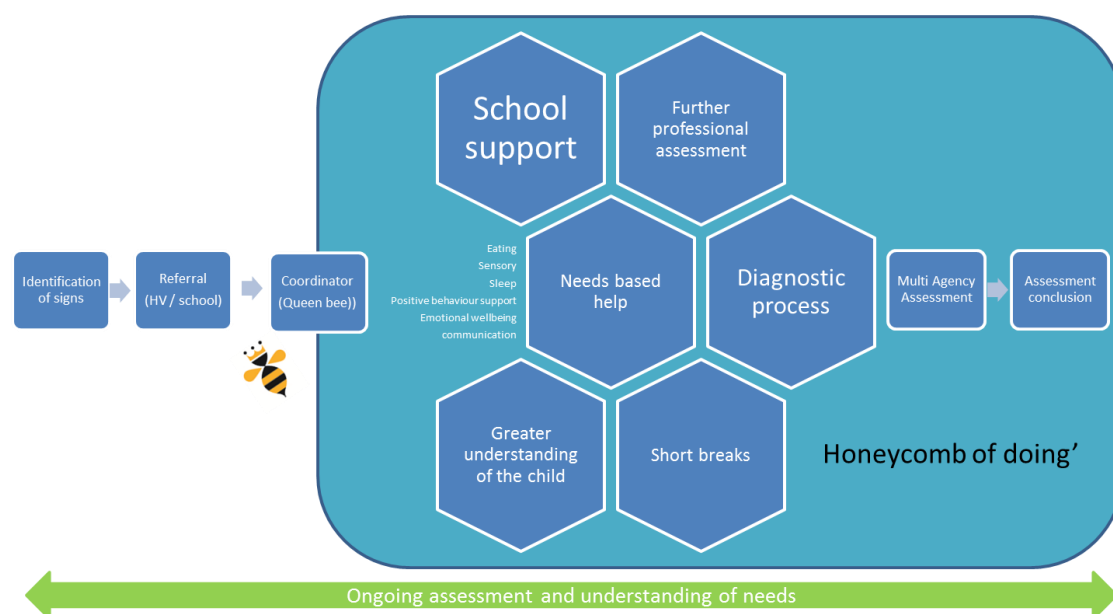 School
support
Further
professional
assessment
Identification
of signs
Referral
(HV / school)
Coordinator
(Queen bee))
Eating
Sensory
Sleep
Positive behaviour support
Emotional wellbeing
communication
Needs based
help
Diagnostic
process
Multi Agency
Assessment
Assessment
conclusion
Greater
understanding
of the child
Short breaks
Honeycomb of doing’
Ongoing assessment and understanding of needs